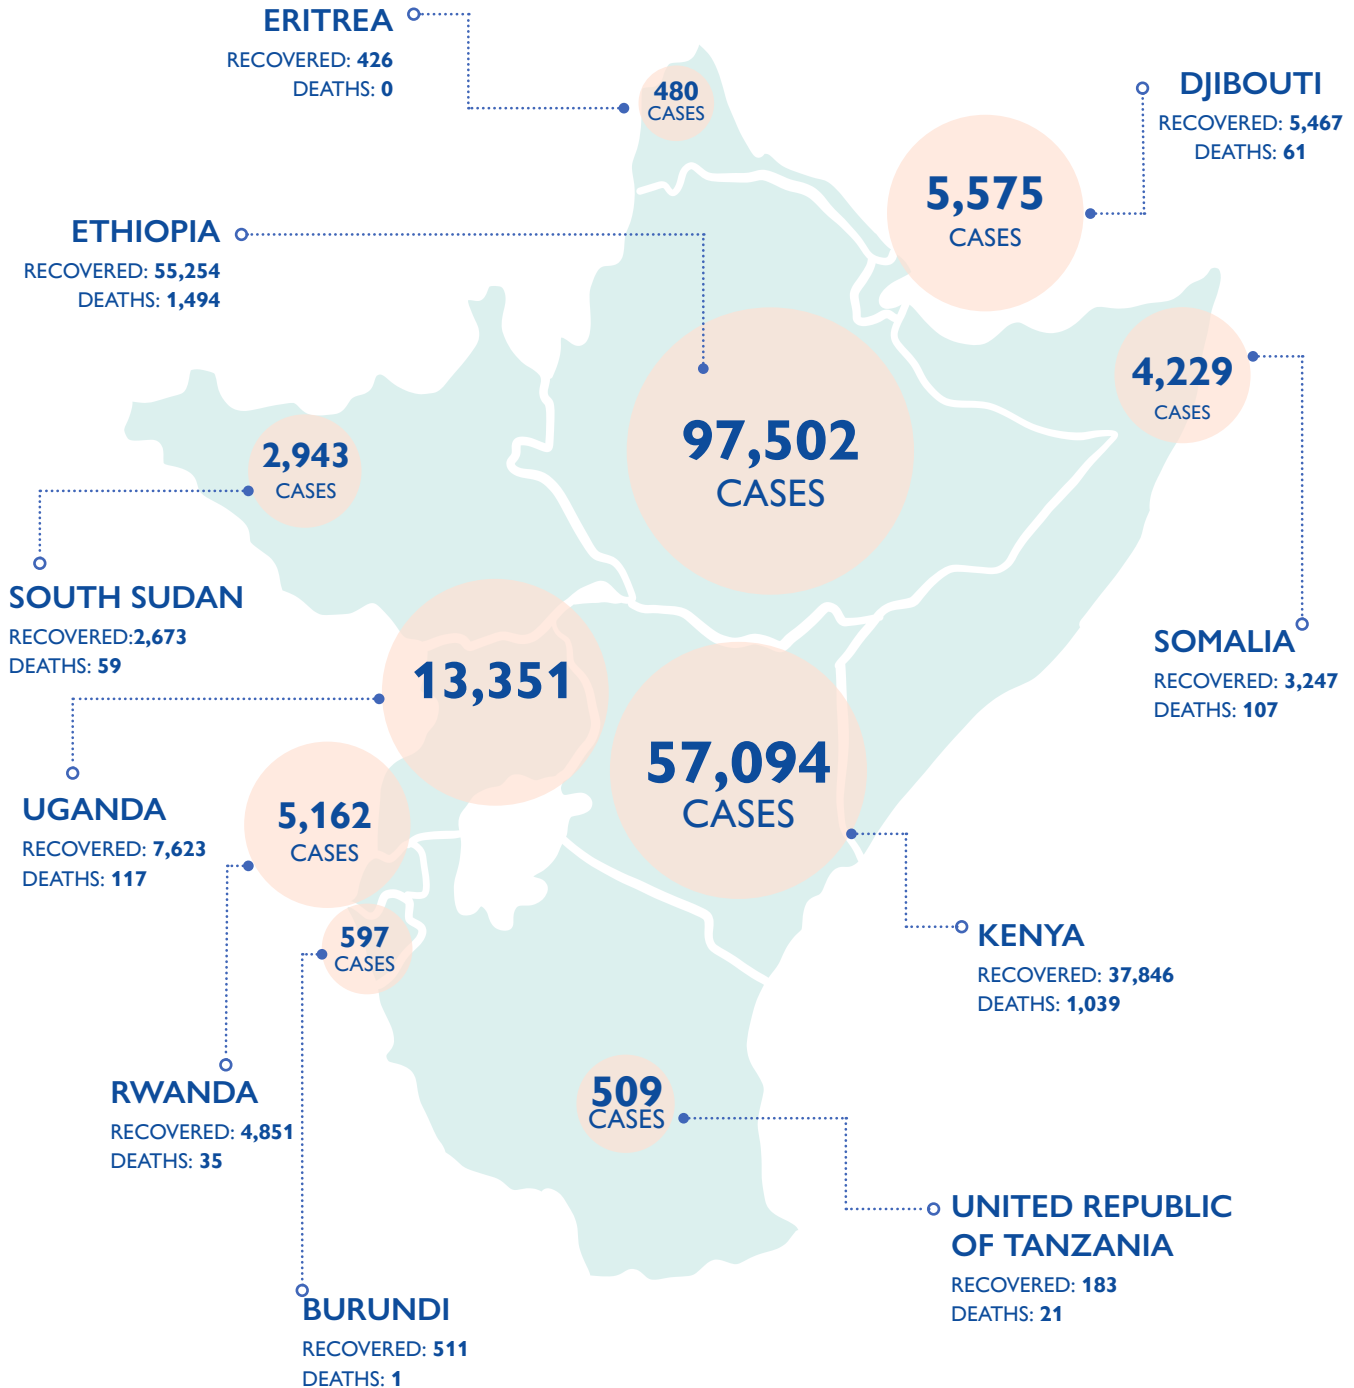 ERITREA
RECOVERED: 426
DEATHS: 0
480
CASES
DJIBOUTI
RECOVERED: 5,467
DEATHS: 61
5,575
CASES
ETHIOPIA
RECOVERED: 55,254
DEATHS: 1,494
97,502
CASES
4,229
CASES
2,943
CASES
SOUTH SUDAN
RECOVERED:2,673
DEATHS: 59
SOMALIA
RECOVERED: 3,247
DEATHS: 107
13,351
57,094
CASES
UGANDA
RECOVERED: 7,623
DEATHS: 117
5,162
CASES
597
CASES
KENYA
RECOVERED: 37,846
DEATHS: 1,039
RWANDA
RECOVERED: 4,851
DEATHS: 35
509
CASES
UNITED REPUBLIC
OF TANZANIA
RECOVERED: 183
DEATHS: 21
BURUNDI
RECOVERED: 511
DEATHS: 1